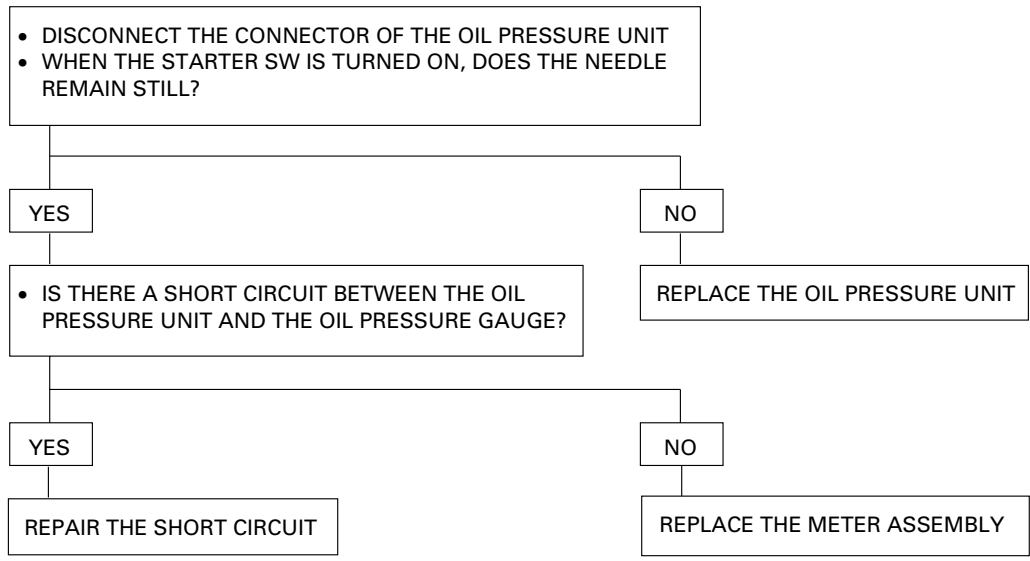 • DISCONNECT THE CONNECTOR OF THE OIL PRESSURE UNIT
• WHEN THE STARTER SW IS TURNED ON, DOES THE NEEDLE
REMAIN STILL?
YES
NO
• IS THERE A SHORT CIRCUIT BETWEEN THE OIL
PRESSURE UNIT AND THE OIL PRESSURE GAUGE?
REPLACE THE OIL PRESSURE UNIT
YES
NO
REPAIR THE SHORT CIRCUIT
REPLACE THE METER ASSEMBLY